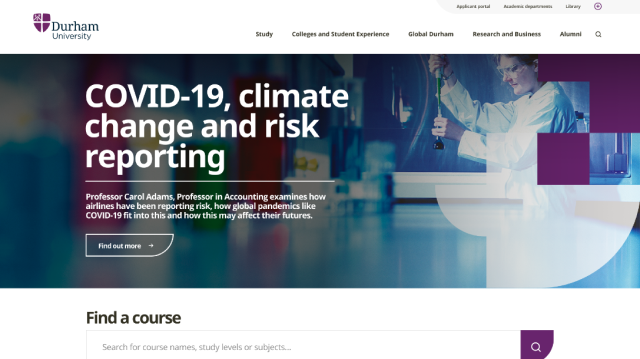 Applicant portal Academic departments Library
Durham
University
Study Colleges and Student Experience Global Durham Research and Business Alumni
COVID-19, climate
change and risk
reporting
Professor Carol Adams, Professor in Accounting examines how
airlines have been reporting risk, how global pandemics like
COVID-19 fit into this and how this may affect their futures.
Find out more →
Find a course
Search for course names, study levels or subjects...